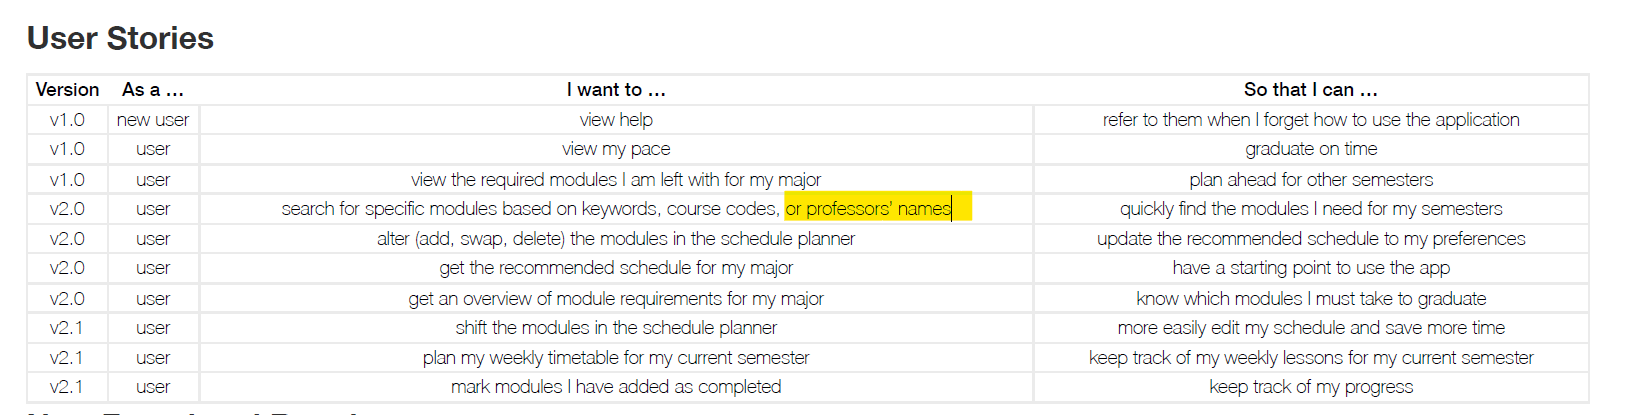 User Stories
Version As a ... I want to ... So that I can ...
v1.0 new user view help refer to them when I forget how to use the application
v1.0 user view my pace graduate on time
v1.0 user view the required modules I am left with for my major plan ahead for other semesters
v2.0 user search for specific modules based on keywords, course codes, or professors' names quickly find the modules I need for my semesters
v2.0 user alter (add, swap, delete) the modules in the schedule planner update the recommended schedule to my preferences
v2.0 user get the recommended schedule for my major have a starting point to use the app
v2.0 user get an overview of module requirements for my major know which modules I must take to graduate
v2.1 user shift the modules in the schedule planner more easily edit my schedule and save more time
v2.1 user plan my weekly timetable for my current semester keep track of my weekly lessons for my current semester
v2.1 user mark modules I have added as completed keep track of my progress